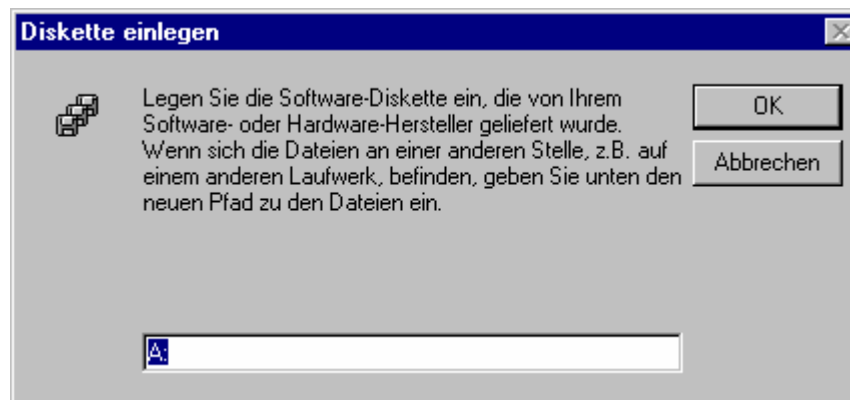 Diskette einlegen
Legen Sie die Software-Diskette ein, die von Ihrem
Software- oder Hardware-Hersteller geliefert wurde.
Wenn sich die Dateien an einer anderen Stelle, z.B. auf
einem anderen Laufwerk, befinden, geben Sie unten den
neuen Pfad zu den Dateien ein.
OK
Abbrechen
A: